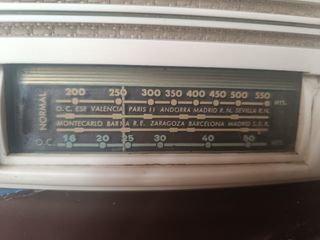 200 250 300 350 400 450 500 550 MTS.
NORMAL
O.C. ESP. VALENCIA PARIS II ANDORRA MADRID R.N. SEVILLA R.N.
MONTECARLO BARNA R.E. ZARAGOZA BARCELONA MADRID S.E.R.
O.C. 16 20 25 30 40 50